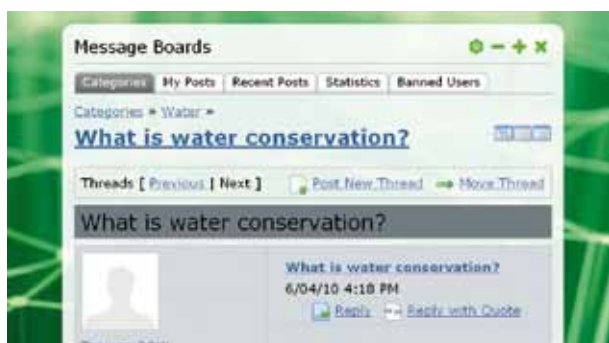 Message Boards
Categories My Posts Recent Posts Statistics Banned Users
Categories » Water »
What is water conservation?
Threads [ Previous | Next ] Post New Thread Move Thread
What is water conservation?
What is water conservation?
6/04/10 4:18 PM
Reply Reply with Quote